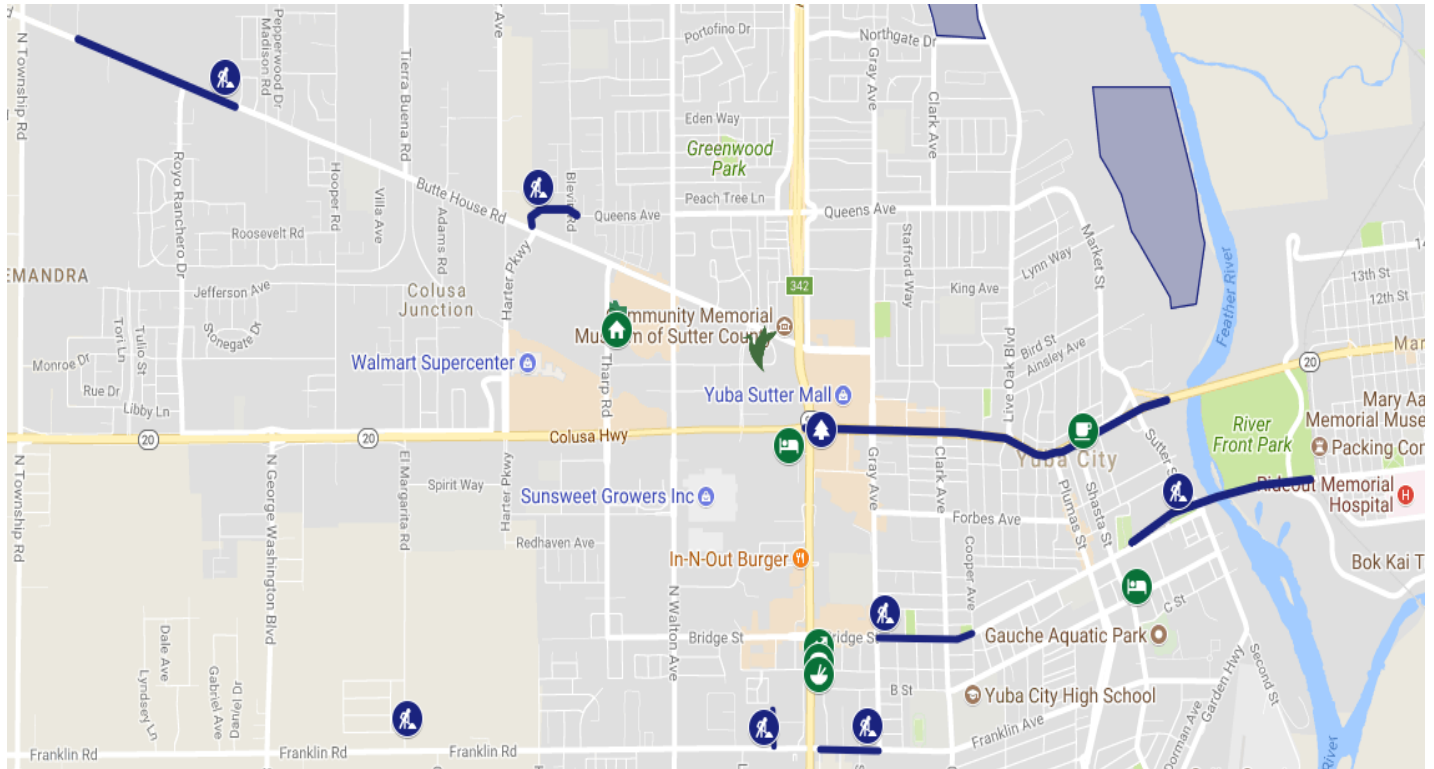 N Township Rd
Pepperwood Dr
Madison Rd
Tierra Buena Rd
Ave
Portofino Dr
Northgate Dr
Gray Ave
Clark Ave
Eden Way
Greenwood
Park
Royo Ranchero Dr
Hooper Rd
Villa Ave
Adams Rd
Butte House Rd
Blevin Rd
Queens Ave
Peach Tree Ln
Queens Ave
Roosevelt Rd
Stafford Way
Lynn Way
Market St
14
13th St
12th St
EMANDRA
Jefferson Ave
Colusa
Junction
Harter Pkwy
342
King Ave
Feather River
Tori Ln
Tulio St
Stonegate Dr
Community Memorial
Museum of Sutter County
Live Oak Blvd
Bird St
Ainsley Ave
Monroe Dr
Rue Dr
Libby Ln
Walmart Supercenter
Tharp Rd
Yuba Sutter Mall
20
Mar
Mary Aa
Memorial Muse
River
Front Park
Packing Cor
20
20
Colusa Hwy
Yuba City
Sutter S
N Township Rd
N George Washington Blvd
El Margarita Rd
Spirit Way
Harter Pkwy
Sunsweet Growers Inc
Gray Ave
Clark Ave
Plumas St
Shasta St
Rideout Memorial
Hospital
H
Redhaven Ave
Forbes Ave
In-N-Out Burger
Cooper Ave
Bok Kai T
N Walton Ave
C St
Bridge St
Bridge St
Gauche Aquatic Park
Dale Ave
Lyndsey Ln
Gabriel Ave
Daniel Dr
B St
Yuba City High School
Garden Hwy
Second St
Franklin Ave
Dorman Ave
Franklin Rd
Franklin Rd
Franklin Rd
River